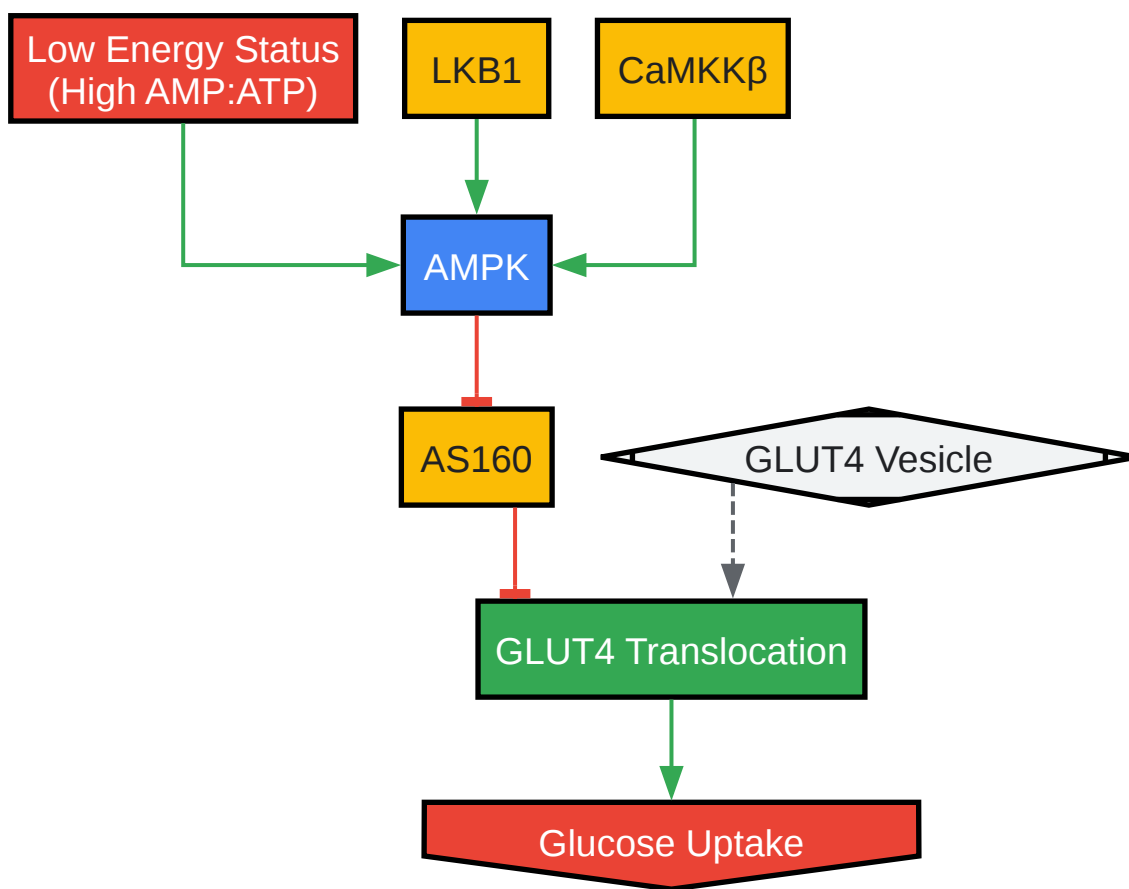 Low Energy Status
(High AMP:ATP)
LKB1
CaMKKβ
AMPK
AS160
GLUT4 Vesicle
GLUT4 Translocation
Glucose Uptake